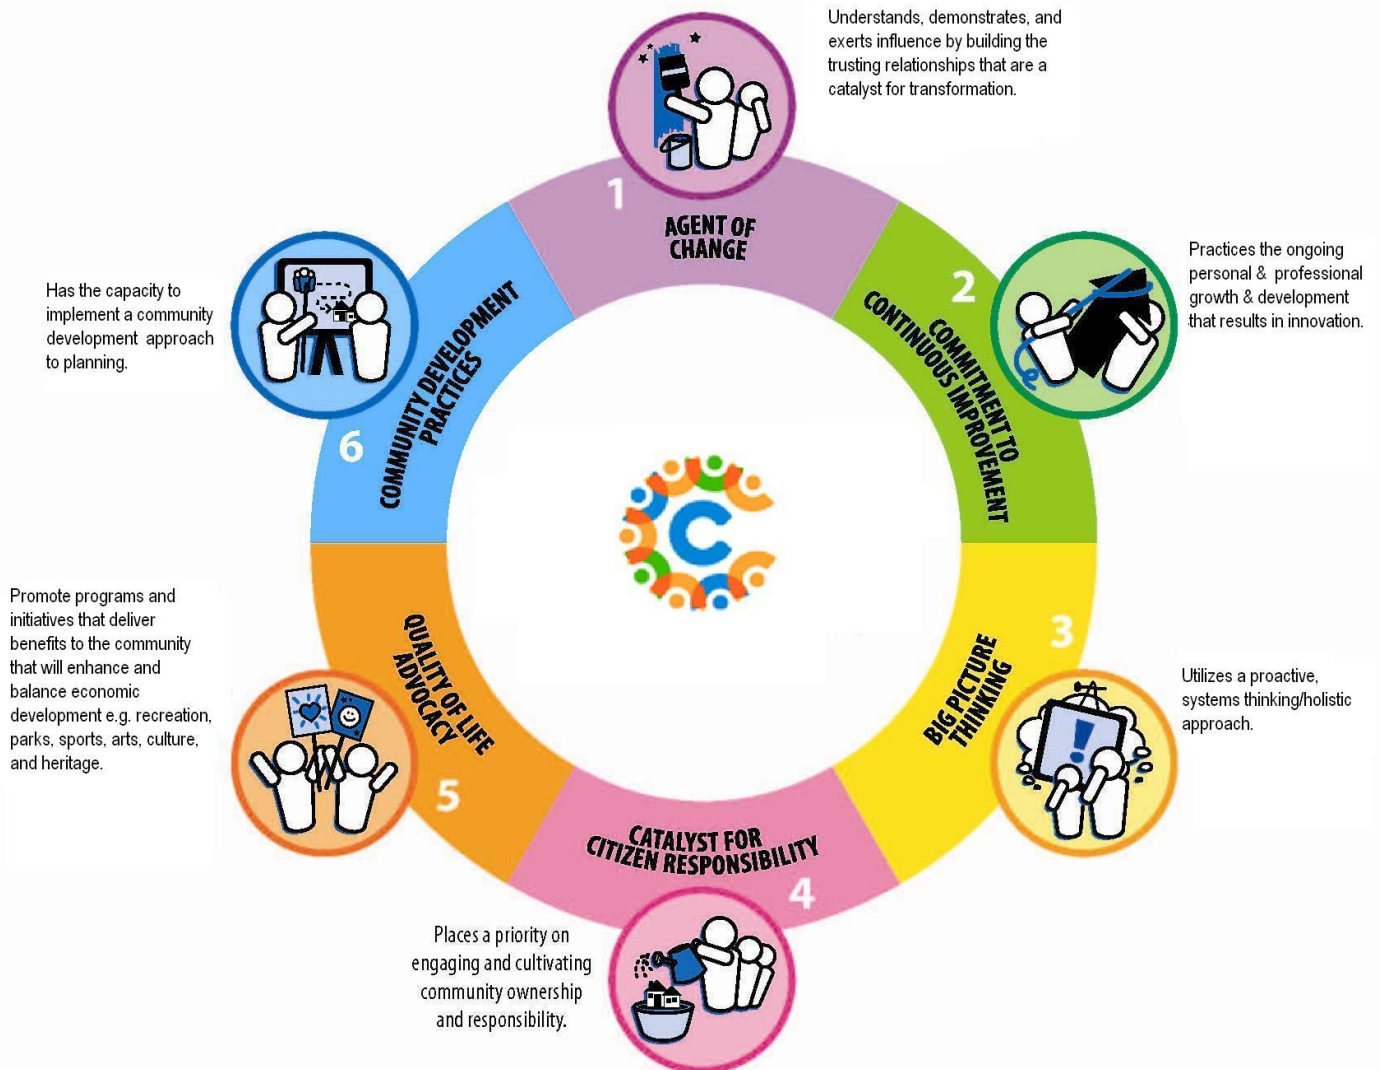 Understands, demonstrates, and
exerts influence by building the
trusting relationships that are a
catalyst for transformation.
1
AGENT OF
CHANGE
2
COMMITMENT TO
CONTINUOUS IMPROVEMENT
Practices the ongoing
personal & professional
growth & development
that results in innovation.
3
BIG PICTURE
THINKING
Utilizes a proactive,
systems thinking/holistic
approach.
CATALYST FOR
CITIZEN RESPONSIBILITY
4
Places a priority on
engaging and cultivating
community ownership
and responsibility.
QUALITY OF LIFE
ADVOCACY
5
Promote programs and
initiatives that deliver
benefits to the community
that will enhance and
balance economic
development e.g. recreation,
parks, sports, arts, culture,
and heritage.
COMMUNITY DEVELOPMENT
PRACTICES
6
Has the capacity to
implement a community
development approach
to planning.
C